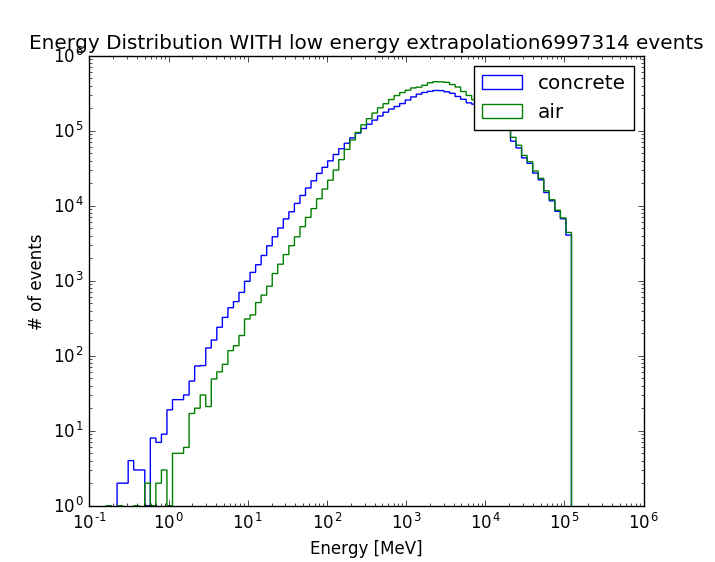 Energy Distribution WITH low energy extrapolation6997314 events
10^6
concrete
air
10^5
10^4
10^3
10^2
10^1
10^0
# of events
10^-1 10^0 10^1 10^2 10^3 10^4 10^5 10^6
Energy [MeV]